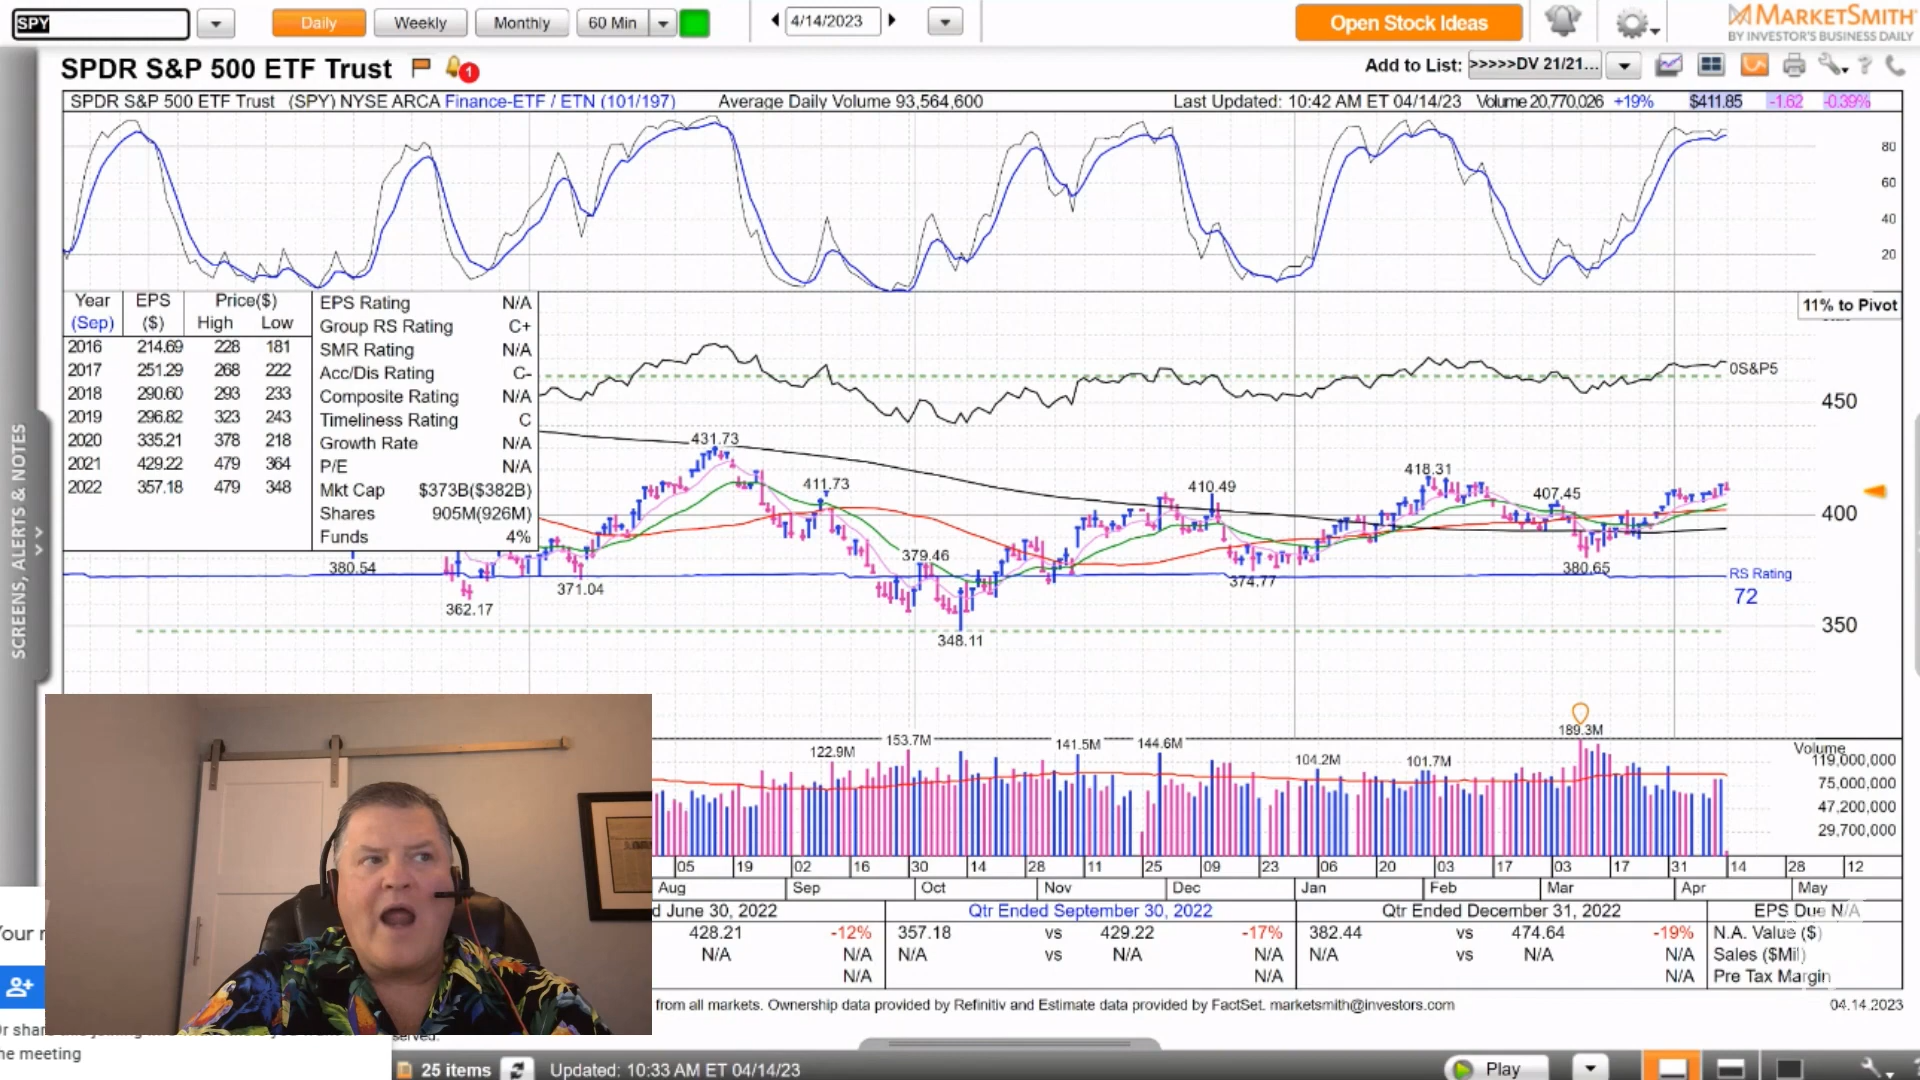 SPY
Daily
Weekly
Monthly
60 Min
4/14/2023
Open Stock Ideas
MARKETSMITH
BY INVESTOR'S BUSINESS DAILY
SPDR S&P 500 ETF Trust
1
Add to List: >>>>>DV 21/21...
SPDR S&P 500 ETF Trust (SPY) NYSE ARCA Finance-ETF / ETN (101/197) Average Daily Volume 93,564,600 Last Updated: 10:42 AM ET 04/14/23 Volume 20,770,026 +19% $411.85 -1.62 -0.39%
80
60
40
20
Year EPS Price($)
(Sep) ($) High Low
2016 214.69 228 181
2017 251.29 268 222
2018 290.60 293 233
2019 296.82 323 243
2020 335.21 378 218
2021 429.22 479 364
2022 357.18 479 348
EPS Rating N/A
Group RS Rating C+
SMR Rating N/A
Acc/Dis Rating C-
Composite Rating N/A
Timeliness Rating C
Growth Rate N/A
P/E N/A
Mkt Cap $373B($382B)
Shares 905M(926M)
Funds 4%
11% to Pivot
0S&P5
450
431.73
411.73
410.49
418.31
407.45
400
380.54
362.17
371.04
379.46
348.11
374.77
380.65
RS Rating
72
350
SCREENS, ALERTS & NOTES
122.9M
153.7M
141.5M
144.6M
104.2M
101.7M
189.3M
Volume
119,000,000
75,000,000
47,200,000
29,700,000
05 19 02 16 30 14 28 11 25 09 23 06 20 03 17 03 17 31 14 28 12
Aug Sep Oct Nov Dec Jan Feb Mar Apr May
d June 30, 2022 Qtr Ended September 30, 2022 Qtr Ended December 31, 2022 EPS Due N/A
428.21 -12% 357.18 vs 429.22 -17% 382.44 vs 474.64 -19% N.A. Value ($)
N/A N/A N/A vs N/A N/A N/A vs N/A N/A Sales ($Mil)
N/A N/A N/A Pre Tax Margin
from all markets. Ownership data provided by Refinitiv and Estimate data provided by FactSet. marketsmith@investors.com 04.14.2023
served.
Your
he meeting
25 items Updated: 10:33 AM ET 04/14/23
Play